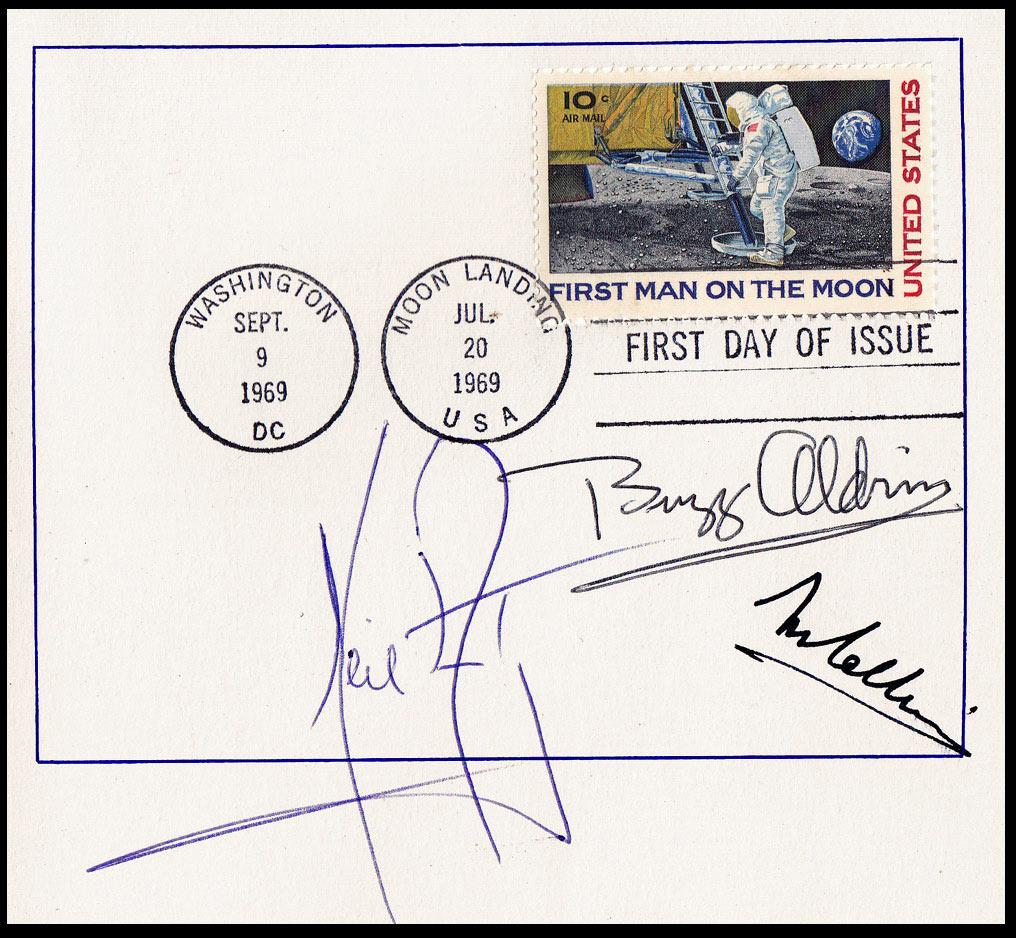 10c
AIR MAIL
UNITED STATES
FIRST MAN ON THE MOON
WASHINGTON
SEPT.
9
1969
DC
MOON LANDING
JUL.
20
1969
USA
FIRST DAY OF ISSUE
Buzz Aldrin
Neil